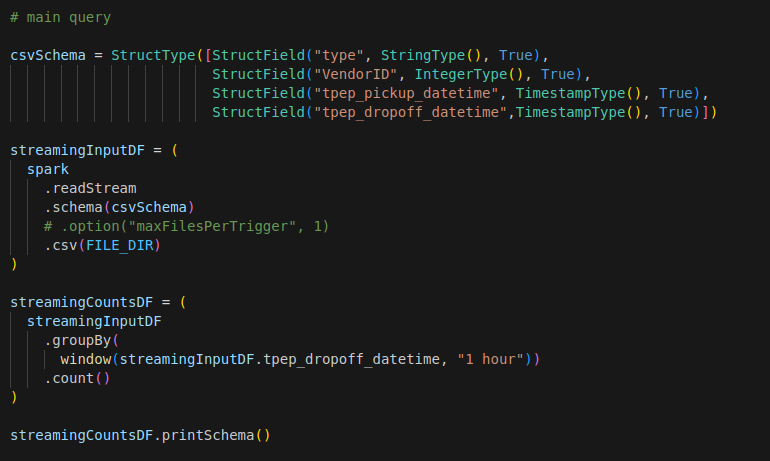 # main query
csvSchema = StructType([StructField("type", StringType(), True),
StructField("VendorID", IntegerType(), True),
StructField("tpep_pickup_datetime", TimestampType(), True),
StructField("tpep_dropoff_datetime",TimestampType(), True)])
streamingInputDF = (
spark
.readStream
.schema(csvSchema)
# .option("maxFilesPerTrigger", 1)
.csv(FILE_DIR)
)
streamingCountsDF = (
streamingInputDF
.groupBy(
window(streamingInputDF.tpep_dropoff_datetime, "1 hour"))
.count()
)
streamingCountsDF.printSchema()